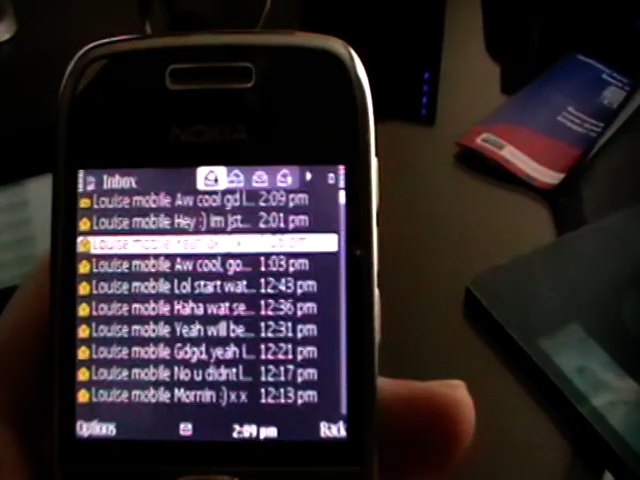 NOKIA
Inbox
Louise mobile Aw cool gd l... 2:09 pm
Louise mobile Hey :) im jst... 2:01 pm
Louise mobile Yeah
Louise mobile Aw cool, go... 1:03 pm
Louise mobile Lol start wat... 12:43 pm
Louise mobile Haha wat se... 12:36 pm
Louise mobile Yeah will be... 12:31 pm
Louise mobile Gdgd, yeah I... 12:21 pm
Louise mobile No u didnt l... 12:17 pm
Louise mobile Mornin :) x x 12:13 pm
Options 2:09 pm Back